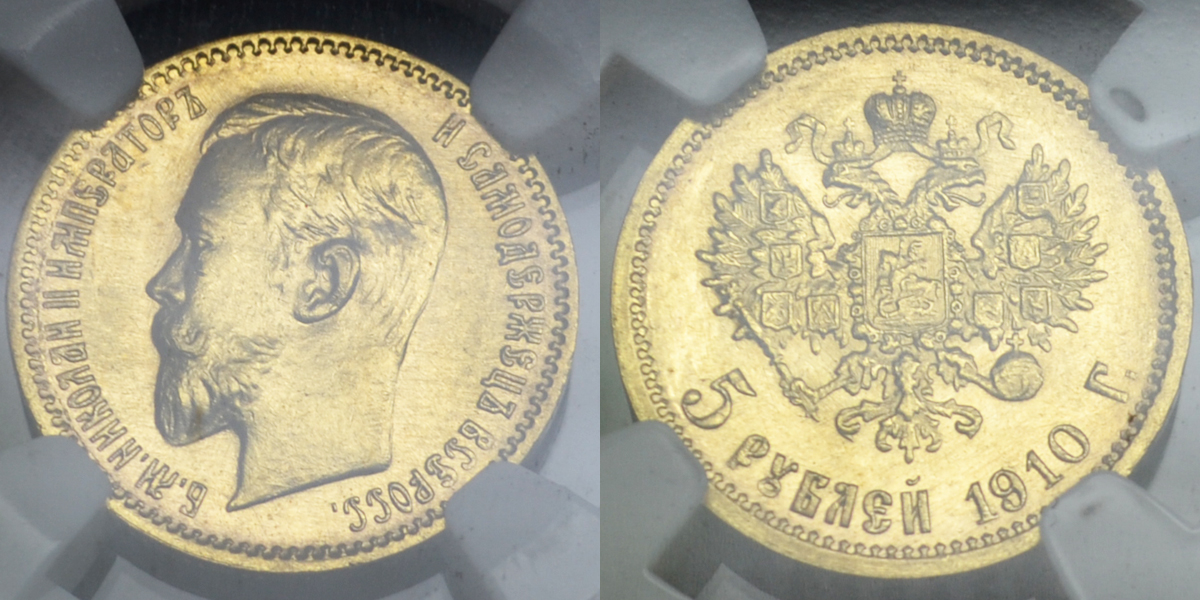 Б. М. НИКОЛАЙ II ИМПЕРАТОРЪ И САМОДЕРЖЕЦЪ ВСЕРОСС.
5 РУБЛЕЙ 1910 Г.